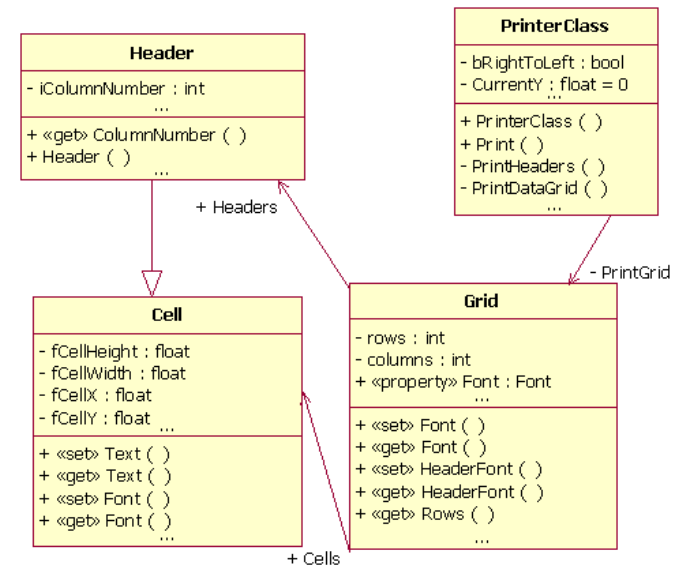 Header
- iColumnNumber : int
...
+ «get» ColumnNumber ( )
+ Header ( )
...
PrinterClass
- bRightToLeft : bool
- CurrentY : float = 0
...
+ PrinterClass ( )
+ Print ( )
- PrintHeaders ( )
- PrintDataGrid ( )
...
+ Headers
- PrintGrid
Cell
- fCellHeight : float
- fCellWidth : float
- fCellX : float
- fCellY : float
...
+ «set» Text ( )
+ «get» Text ( )
+ «set» Font ( )
+ «get» Font ( )
...
Grid
- rows : int
- columns : int
+ «property» Font : Font
...
+ «set» Font ( )
+ «get» Font ( )
+ «set» HeaderFont ( )
+ «get» HeaderFont ( )
+ «get» Rows ( )
...
+ Cells